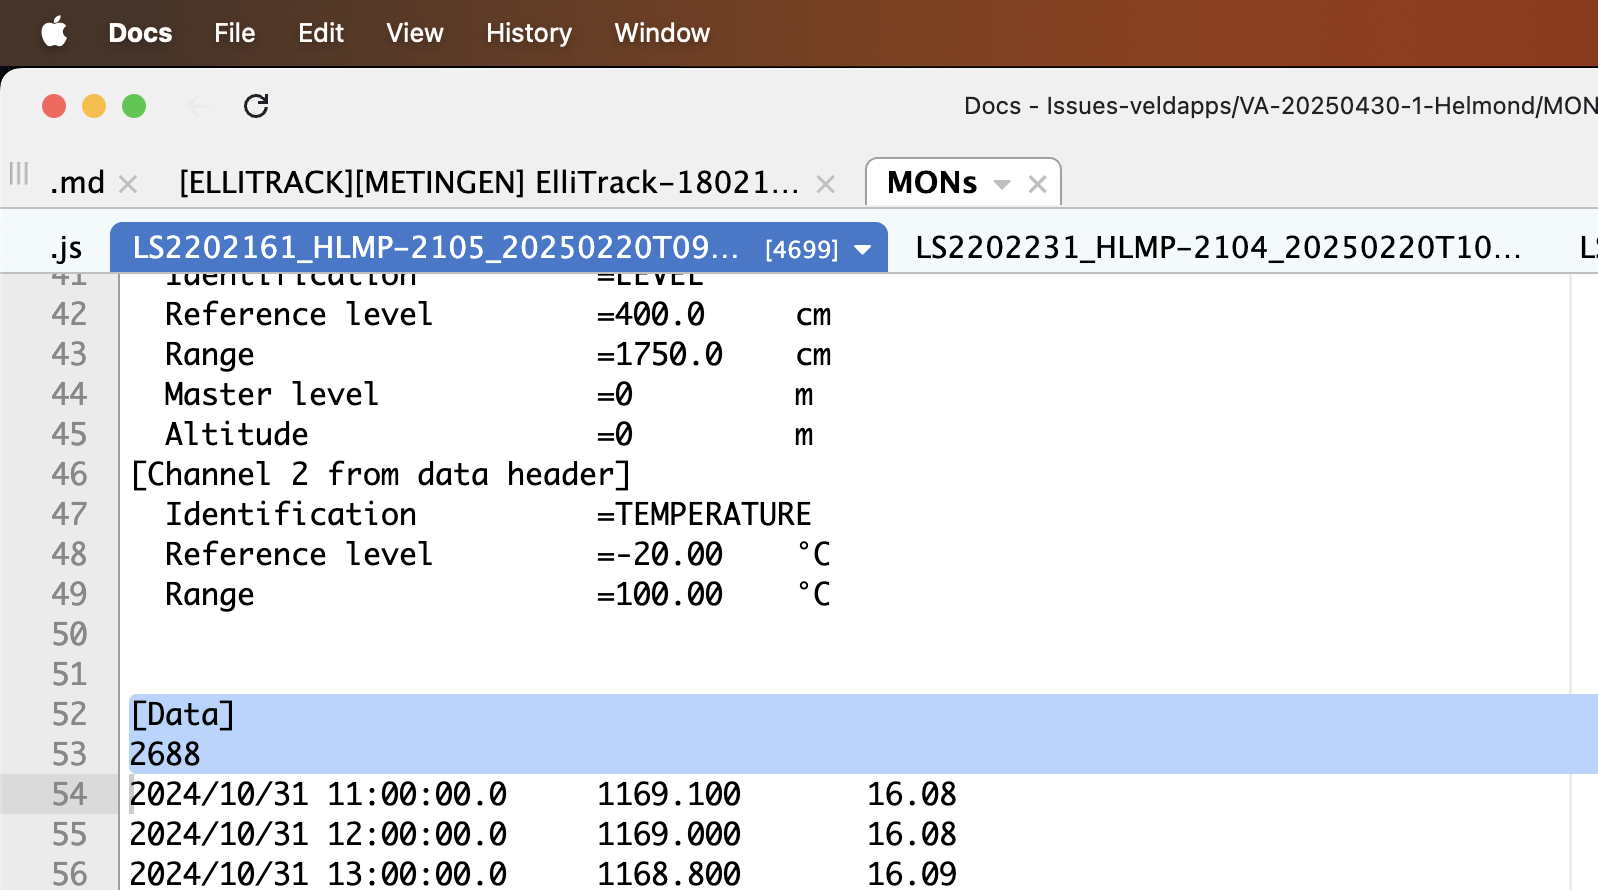 Docs File Edit View History Window
Docs - Issues-veldapps/VA-20250430-1-Helmond/MON
.md [ELLITRACK][METINGEN] ElliTrack-18021... MONs
.js LS2202161_HLMP-2105_20250220T09... [4699] LS2202231_HLMP-2104_20250220T10... LS
41 Identification =LEVEL
42 Reference level =400.0 cm
43 Range =1750.0 cm
44 Master level =0 m
45 Altitude =0 m
46 [Channel 2 from data header]
47 Identification =TEMPERATURE
48 Reference level =-20.00 °C
49 Range =100.00 °C
50
51
52 [Data]
53 2688
54 2024/10/31 11:00:00.0 1169.100 16.08
55 2024/10/31 12:00:00.0 1169.000 16.08
56 2024/10/31 13:00:00.0 1168.800 16.09